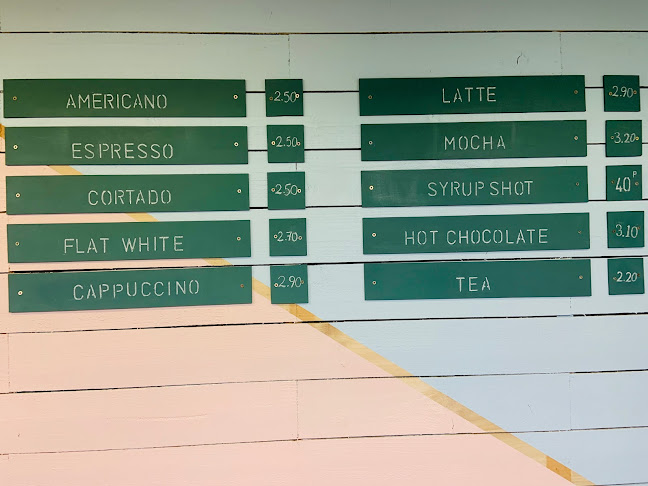 AMERICANO 2.50
ESPRESSO 2.50
CORTADO 2.50
FLAT WHITE 2.70
CAPPUCCINO 2.90
LATTE 2.90
MOCHA 3.20
SYRUP SHOT 40P
HOT CHOCOLATE 3.10
TEA 2.20